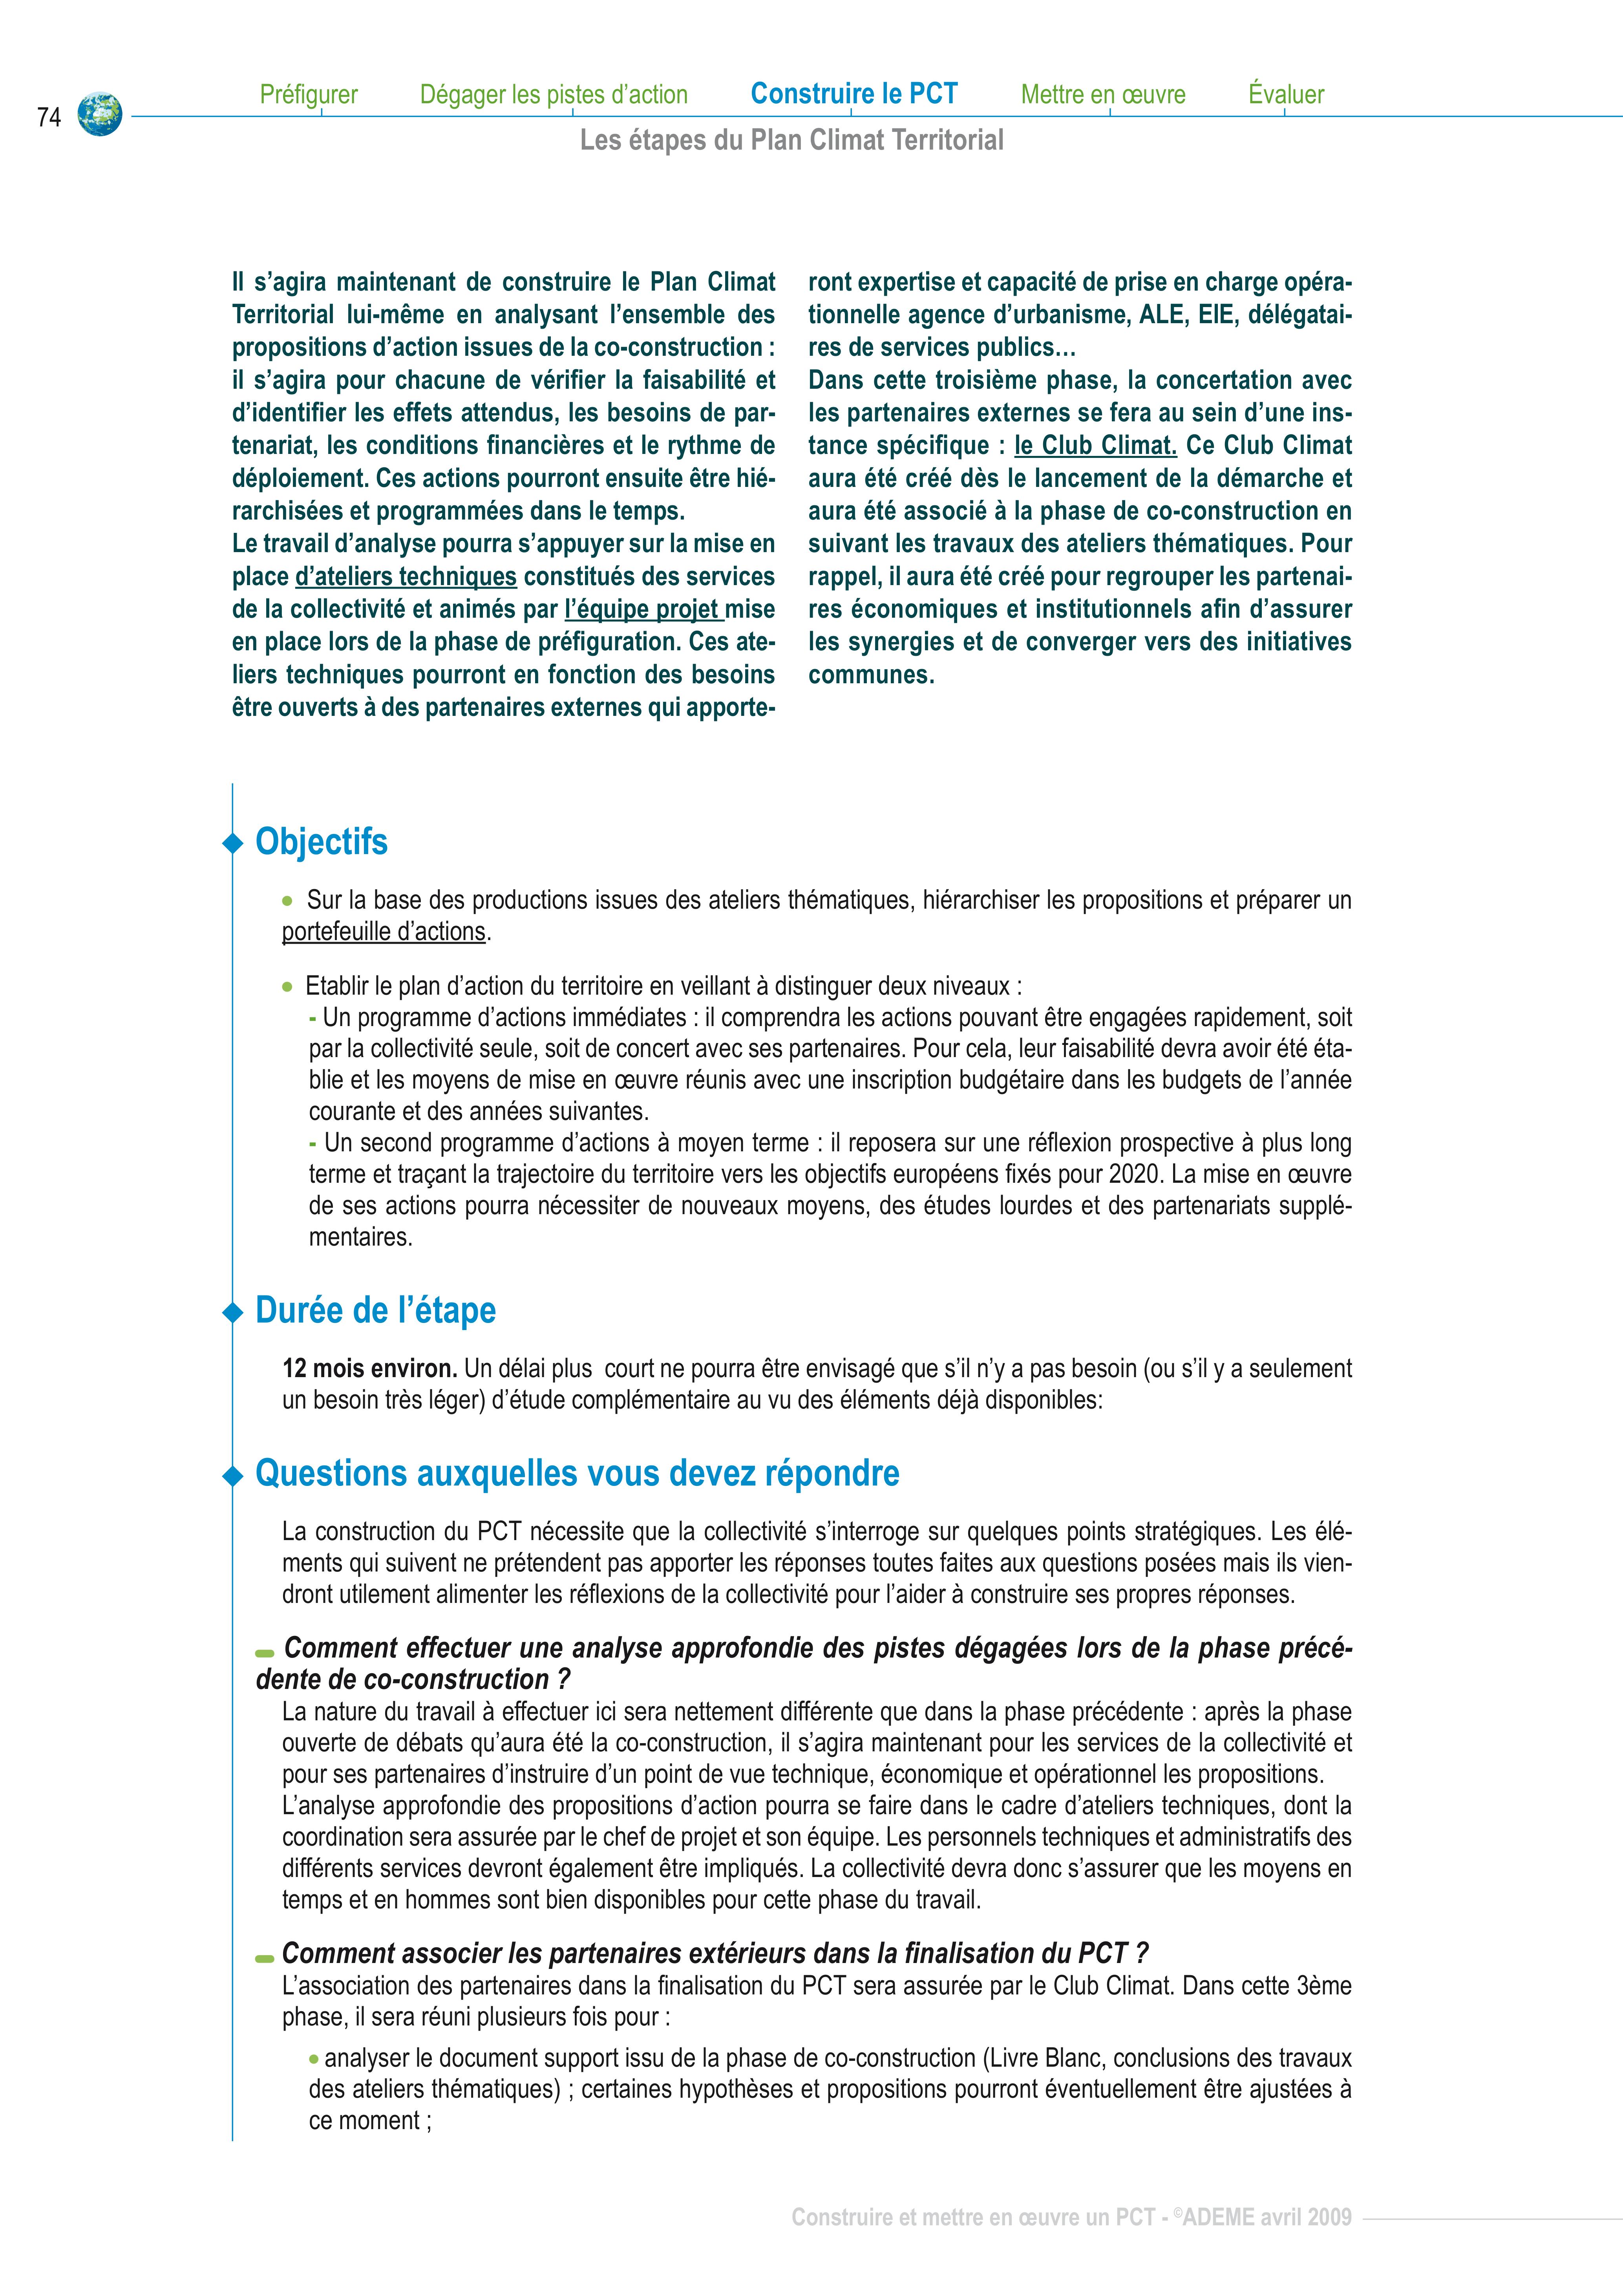 74
Préfigurer Dégager les pistes d’action Construire le PCT Mettre en œuvre Évaluer
Les étapes du Plan Climat Territorial
Il s’agira maintenant de construire le Plan Climat
Territorial lui-même en analysant l’ensemble des
propositions d’action issues de la co-construction :
il s’agira pour chacune de vérifier la faisabilité et
d’identifier les effets attendus, les besoins de par-
tenariat, les conditions financières et le rythme de
déploiement. Ces actions pourront ensuite être hié-
rarchisées et programmées dans le temps.
Le travail d’analyse pourra s’appuyer sur la mise en
place d’ateliers techniques constitués des services
de la collectivité et animés par l’équipe projet mise
en place lors de la phase de préfiguration. Ces ate-
liers techniques pourront en fonction des besoins
être ouverts à des partenaires externes qui apporte-
ront expertise et capacité de prise en charge opéra-
tionnelle agence d’urbanisme, ALE, EIE, délégatai-
res de services publics…
Dans cette troisième phase, la concertation avec
les partenaires externes se fera au sein d’une ins-
tance spécifique : le Club Climat. Ce Club Climat
aura été créé dès le lancement de la démarche et
aura été associé à la phase de co-construction en
suivant les travaux des ateliers thématiques. Pour
rappel, il aura été créé pour regrouper les partenai-
res économiques et institutionnels afin d’assurer
les synergies et de converger vers des initiatives
communes.
Objectifs
• Sur la base des productions issues des ateliers thématiques, hiérarchiser les propositions et préparer un
portefeuille d’actions.
• Etablir le plan d’action du territoire en veillant à distinguer deux niveaux :
- Un programme d’actions immédiates : il comprendra les actions pouvant être engagées rapidement, soit
par la collectivité seule, soit de concert avec ses partenaires. Pour cela, leur faisabilité devra avoir été éta-
blie et les moyens de mise en œuvre réunis avec une inscription budgétaire dans les budgets de l’année
courante et des années suivantes.
- Un second programme d’actions à moyen terme : il reposera sur une réflexion prospective à plus long
terme et traçant la trajectoire du territoire vers les objectifs européens fixés pour 2020. La mise en œuvre
de ses actions pourra nécessiter de nouveaux moyens, des études lourdes et des partenariats supplé-
mentaires.
Durée de l’étape
12 mois environ. Un délai plus court ne pourra être envisagé que s’il n’y a pas besoin (ou s’il y a seulement
un besoin très léger) d’étude complémentaire au vu des éléments déjà disponibles:
Questions auxquelles vous devez répondre
La construction du PCT nécessite que la collectivité s’interroge sur quelques points stratégiques. Les élé-
ments qui suivent ne prétendent pas apporter les réponses toutes faites aux questions posées mais ils vien-
dront utilement alimenter les réflexions de la collectivité pour l’aider à construire ses propres réponses.
Comment effectuer une analyse approfondie des pistes dégagées lors de la phase précé-
dente de co-construction ?
La nature du travail à effectuer ici sera nettement différente que dans la phase précédente : après la phase
ouverte de débats qu’aura été la co-construction, il s’agira maintenant pour les services de la collectivité et
pour ses partenaires d’instruire d’un point de vue technique, économique et opérationnel les propositions.
L’analyse approfondie des propositions d’action pourra se faire dans le cadre d’ateliers techniques, dont la
coordination sera assurée par le chef de projet et son équipe. Les personnels techniques et administratifs des
différents services devront également être impliqués. La collectivité devra donc s’assurer que les moyens en
temps et en hommes sont bien disponibles pour cette phase du travail.
Comment associer les partenaires extérieurs dans la finalisation du PCT ?
L’association des partenaires dans la finalisation du PCT sera assurée par le Club Climat. Dans cette 3ème
phase, il sera réuni plusieurs fois pour :
• analyser le document support issu de la phase de co-construction (Livre Blanc, conclusions des travaux
des ateliers thématiques) ; certaines hypothèses et propositions pourront éventuellement être ajustées à
ce moment ;
Construire et mettre en œuvre un PCT - ©ADEME avril 2009